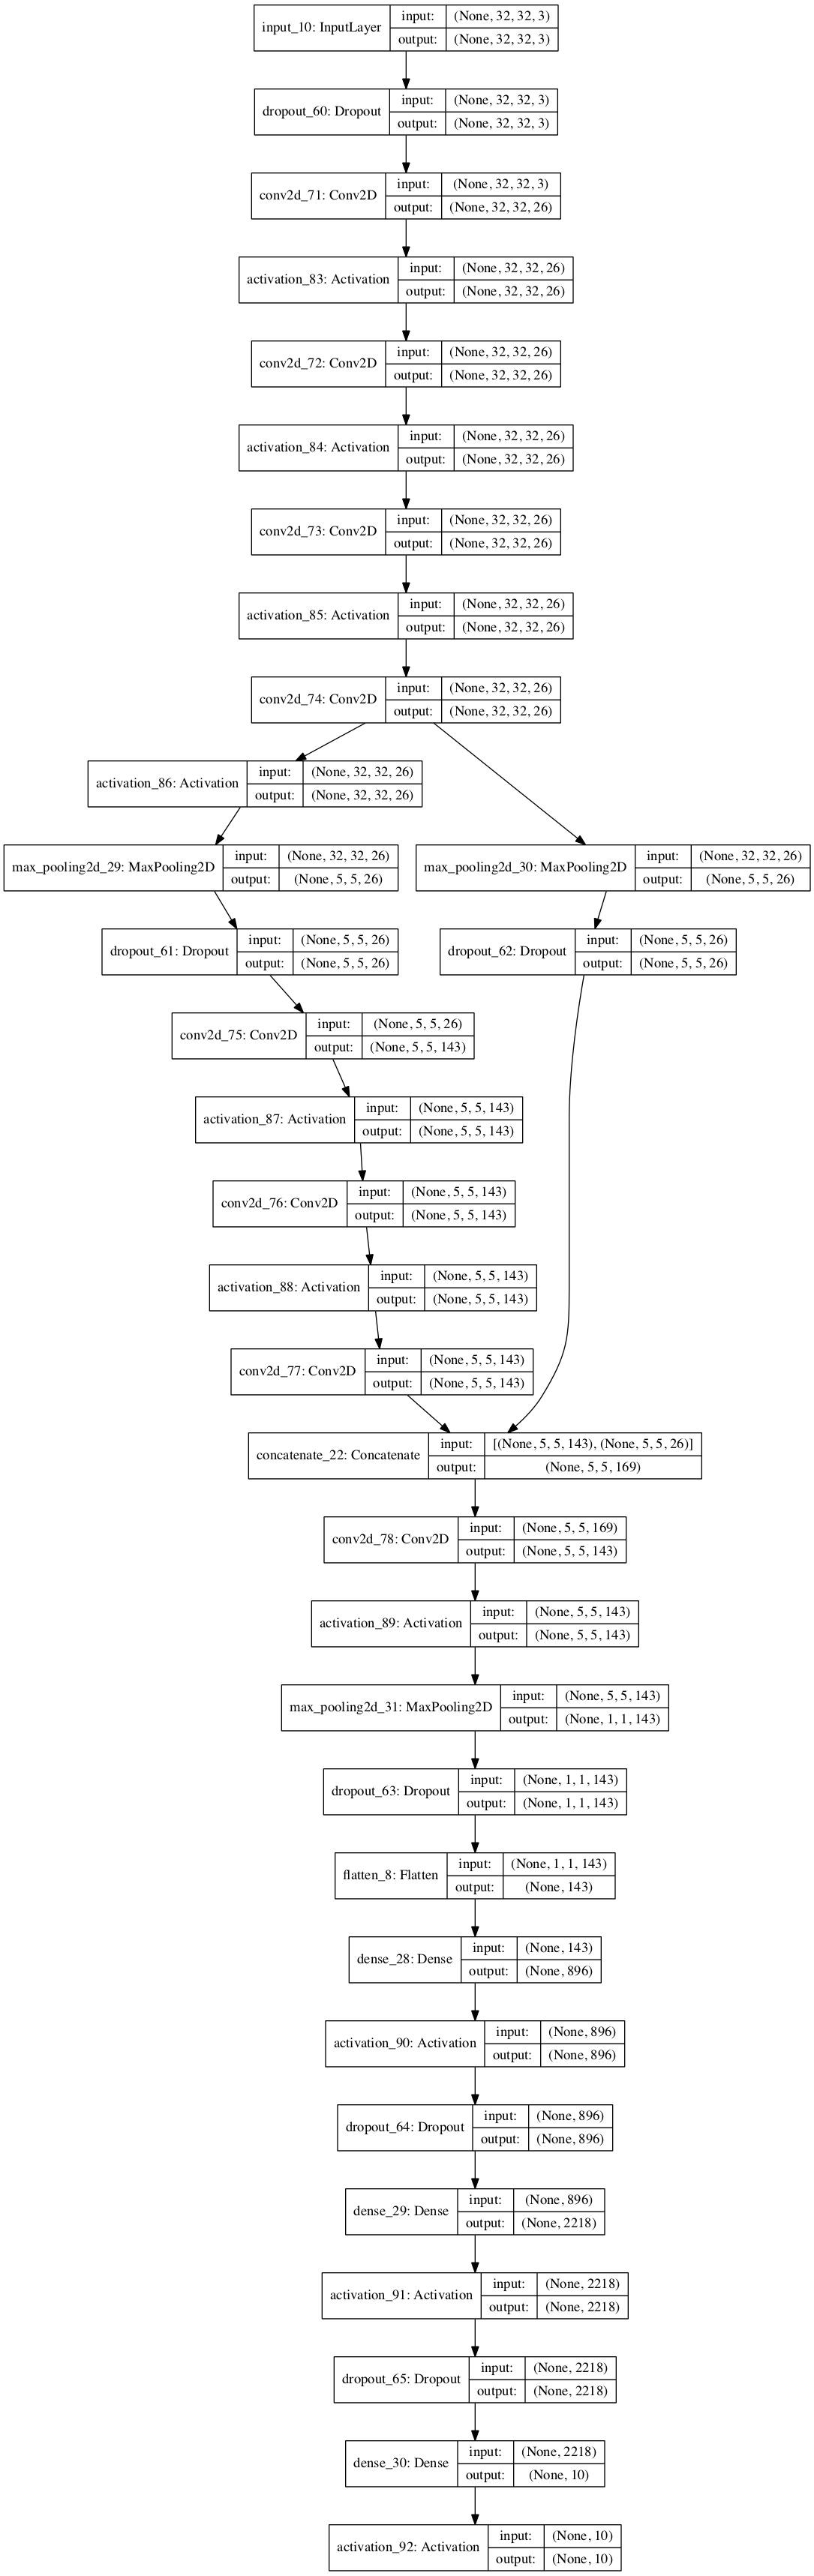 input_10: InputLayer
input: (None, 32, 32, 3)
output: (None, 32, 32, 3)
dropout_60: Dropout
input: (None, 32, 32, 3)
output: (None, 32, 32, 3)
conv2d_71: Conv2D
input: (None, 32, 32, 3)
output: (None, 32, 32, 26)
activation_83: Activation
input: (None, 32, 32, 26)
output: (None, 32, 32, 26)
conv2d_72: Conv2D
input: (None, 32, 32, 26)
output: (None, 32, 32, 26)
activation_84: Activation
input: (None, 32, 32, 26)
output: (None, 32, 32, 26)
conv2d_73: Conv2D
input: (None, 32, 32, 26)
output: (None, 32, 32, 26)
activation_85: Activation
input: (None, 32, 32, 26)
output: (None, 32, 32, 26)
conv2d_74: Conv2D
input: (None, 32, 32, 26)
output: (None, 32, 32, 26)
activation_86: Activation
input: (None, 32, 32, 26)
output: (None, 32, 32, 26)
max_pooling2d_29: MaxPooling2D
input: (None, 32, 32, 26)
output: (None, 5, 5, 26)
max_pooling2d_30: MaxPooling2D
input: (None, 32, 32, 26)
output: (None, 5, 5, 26)
dropout_61: Dropout
input: (None, 5, 5, 26)
output: (None, 5, 5, 26)
dropout_62: Dropout
input: (None, 5, 5, 26)
output: (None, 5, 5, 26)
conv2d_75: Conv2D
input: (None, 5, 5, 26)
output: (None, 5, 5, 143)
activation_87: Activation
input: (None, 5, 5, 143)
output: (None, 5, 5, 143)
conv2d_76: Conv2D
input: (None, 5, 5, 143)
output: (None, 5, 5, 143)
activation_88: Activation
input: (None, 5, 5, 143)
output: (None, 5, 5, 143)
conv2d_77: Conv2D
input: (None, 5, 5, 143)
output: (None, 5, 5, 143)
concatenate_22: Concatenate
input: [(None, 5, 5, 143), (None, 5, 5, 26)]
output: (None, 5, 5, 169)
conv2d_78: Conv2D
input: (None, 5, 5, 169)
output: (None, 5, 5, 143)
activation_89: Activation
input: (None, 5, 5, 143)
output: (None, 5, 5, 143)
max_pooling2d_31: MaxPooling2D
input: (None, 5, 5, 143)
output: (None, 1, 1, 143)
dropout_63: Dropout
input: (None, 1, 1, 143)
output: (None, 1, 1, 143)
flatten_8: Flatten
input: (None, 1, 1, 143)
output: (None, 143)
dense_28: Dense
input: (None, 143)
output: (None, 896)
activation_90: Activation
input: (None, 896)
output: (None, 896)
dropout_64: Dropout
input: (None, 896)
output: (None, 896)
dense_29: Dense
input: (None, 896)
output: (None, 2218)
activation_91: Activation
input: (None, 2218)
output: (None, 2218)
dropout_65: Dropout
input: (None, 2218)
output: (None, 2218)
dense_30: Dense
input: (None, 2218)
output: (None, 10)
activation_92: Activation
input: (None, 10)
output: (None, 10)